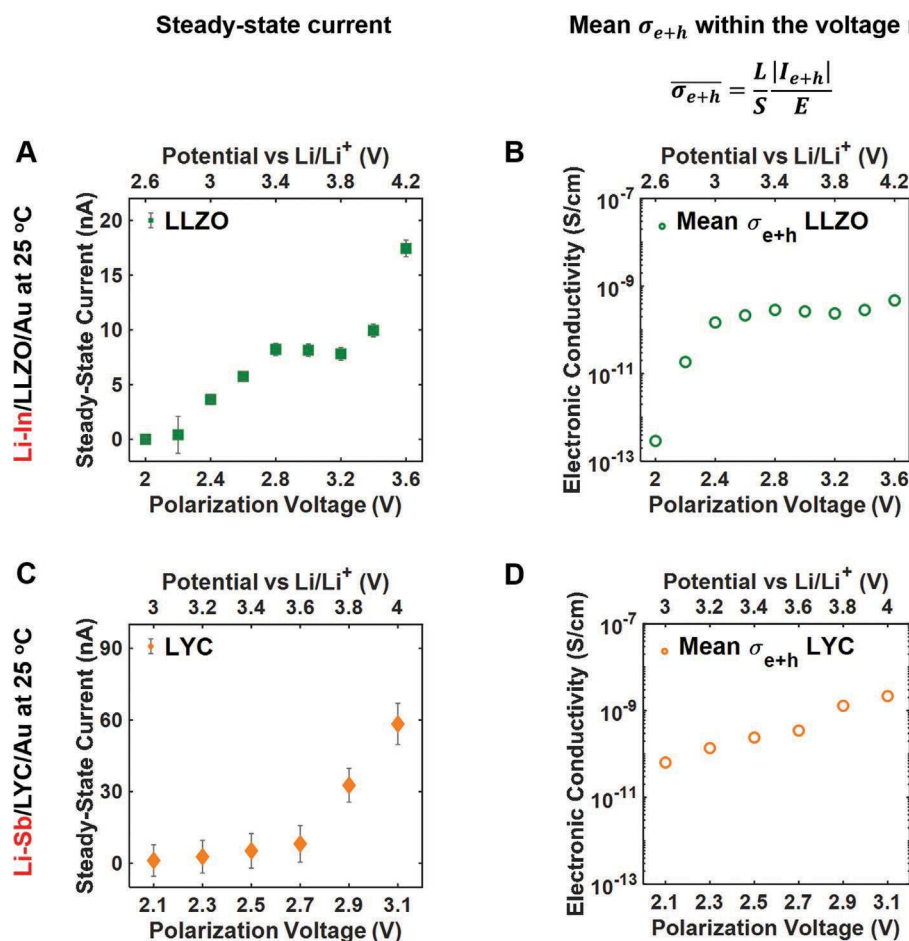 Steady-state current
Mean σe+h within the voltage
σe+h = L/S |Ie+h|/E
A
Potential vs Li/Li+ (V)
2.6 3 3.4 3.8 4.2
Li-In/LLZO/Au at 25 °C
Steady-State Current (nA)
20
15
10
5
0
LLZO
2 2.4 2.8 3.2 3.6
Polarization Voltage (V)
B
Potential vs Li/Li+ (V)
2.6 3 3.4 3.8 4.2
Electronic Conductivity (S/cm)
10-7
10-9
10-11
10-13
Mean σe+h LLZO
2 2.4 2.8 3.2 3.6
Polarization Voltage (V)
C
Potential vs Li/Li+ (V)
3 3.2 3.4 3.6 3.8 4
Li-Sb/LYC/Au at 25 °C
Steady-State Current (nA)
90
60
30
0
LYC
2.1 2.3 2.5 2.7 2.9 3.1
Polarization Voltage (V)
D
Potential vs Li/Li+ (V)
3 3.2 3.4 3.6 3.8 4
Electronic Conductivity (S/cm)
10-7
10-9
10-11
10-13
Mean σe+h LYC
2.1 2.3 2.5 2.7 2.9 3.1
Polarization Voltage (V)